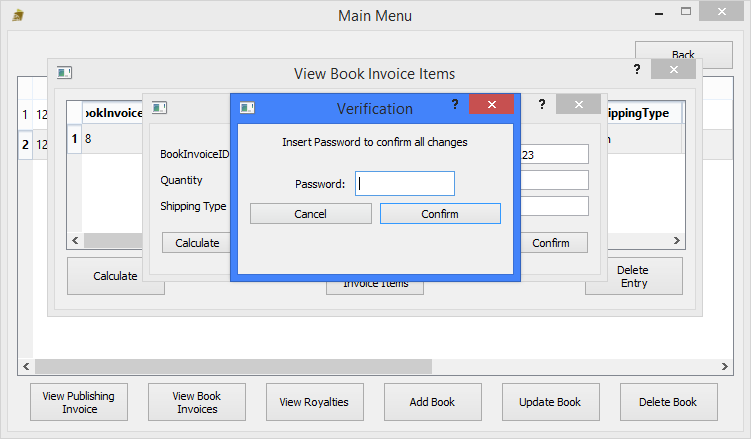 Main Menu
Back
View Book Invoice Items
?
ookInvoice
ippingType
1 12
2 12
1 8
?
Verification
?
Insert Password to confirm all changes
Password:
Cancel
Confirm
BookInvoiceID
23
Quantity
Shipping Type
Calculate
Confirm
Calculate
Invoice Items
Delete
Entry
View Publishing
Invoice
View Book
Invoices
View Royalties
Add Book
Update Book
Delete Book